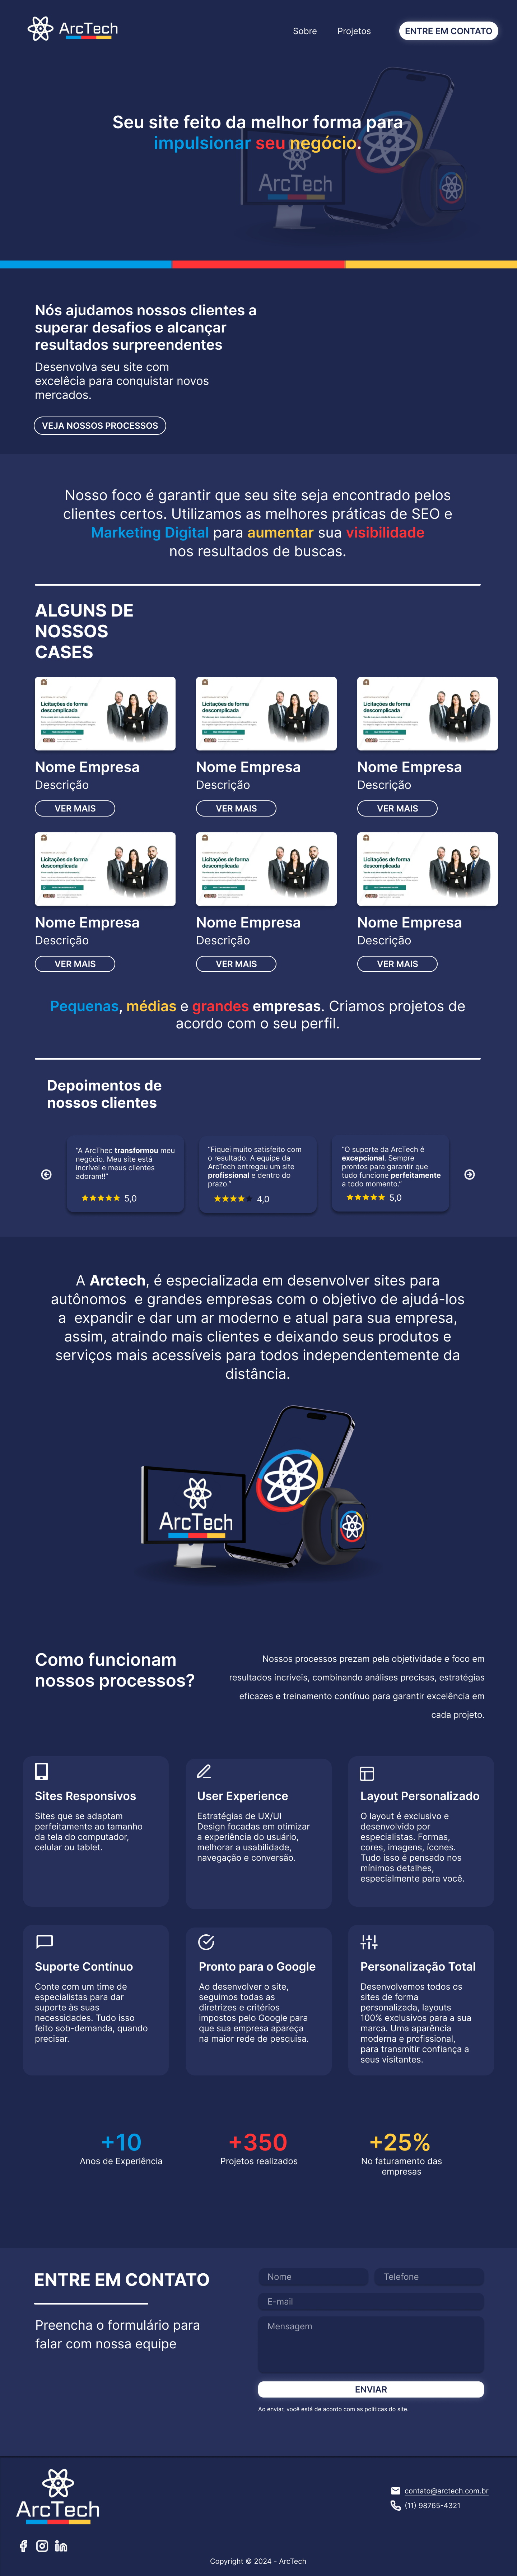 ArcTech
Sobre
Projetos
ENTRE EM CONTATO
Seu site feito da melhor forma para
impulsionar seu negócio.
ArcTech
Nós ajudamos nossos clientes a
superar desafios e alcançar
resultados surpreendentes
Desenvolva seu site com
excelêcia para conquistar novos
mercados.
VEJA NOSSOS PROCESSOS
Nosso foco é garantir que seu site seja encontrado pelos
clientes certos. Utilizamos as melhores práticas de SEO e
Marketing Digital para aumentar sua visibilidade
nos resultados de buscas.
ALGUNS DE
NOSSOS
CASES
Licitações de forma
descomplicada
Licitações de forma
descomplicada
Licitações de forma
descomplicada
Nome Empresa
Nome Empresa
Nome Empresa
Descrição
Descrição
Descrição
VER MAIS
VER MAIS
VER MAIS
Licitações de forma
descomplicada
Licitações de forma
descomplicada
Licitações de forma
descomplicada
Nome Empresa
Nome Empresa
Nome Empresa
Descrição
Descrição
Descrição
VER MAIS
VER MAIS
VER MAIS
Pequenas, médias e grandes empresas. Criamos projetos de
acordo com o seu perfil.
Depoimentos de
nossos clientes
“A ArcThec transformou meu
negócio. Meu site está
incrível e meus clientes
adoram!!”
5,0
“Fiquei muito satisfeito com
o resultado. A equipe da
ArcTech entregou um site
profissional e dentro do
prazo.”
4,0
“O suporte da ArcTech é
excepcional. Sempre
prontos para garantir que
tudo funcione perfeitamente
a todo momento.”
5,0
A Arctech, é especializada em desenvolver sites para
autônomos e grandes empresas com o objetivo de ajudá-los
a expandir e dar um ar moderno e atual para sua empresa,
assim, atraindo mais clientes e deixando seus produtos e
serviços mais acessíveis para todos independentemente da
distância.
ArcTech
Como funcionam
nossos processos?
Nossos processos prezam pela objetividade e foco em
resultados incríveis, combinando análises precisas, estratégias
eficazes e treinamento contínuo para garantir excelência em
cada projeto.
Sites Responsivos
Sites que se adaptam
perfeitamente ao tamanho
da tela do computador,
celular ou tablet.
User Experience
Estratégias de UX/UI
Design focadas em otimizar
a experiência do usuário,
melhorar a usabilidade,
navegação e conversão.
Layout Personalizado
O layout é exclusivo e
desenvolvido por
especialistas. Formas,
cores, imagens, ícones.
Tudo isso é pensado nos
mínimos detalhes,
especialmente para você.
Suporte Contínuo
Conte com um time de
especialistas para dar
suporte às suas
necessidades. Tudo isso
feito sob-demanda, quando
precisar.
Pronto para o Google
Ao desenvolver o site,
seguimos todas as
diretrizes e critérios
impostos pelo Google para
que sua empresa apareça
na maior rede de pesquisa.
Personalização Total
Desenvolvemos todos os
sites de forma
personalizada, layouts
100% exclusivos para a sua
marca. Uma aparência
moderna e profissional,
para transmitir confiança a
seus visitantes.
+10
Anos de Experiência
+350
Projetos realizados
+25%
No faturamento das
empresas
ENTRE EM CONTATO
Preencha o formulário para
falar com nossa equipe
Nome
Telefone
E-mail
Mensagem
ENVIAR
Ao enviar, você está de acordo com as políticas do site.
ArcTech
contato@arctech.com.br
(11) 98765-4321
Copyright © 2024 - ArcTech